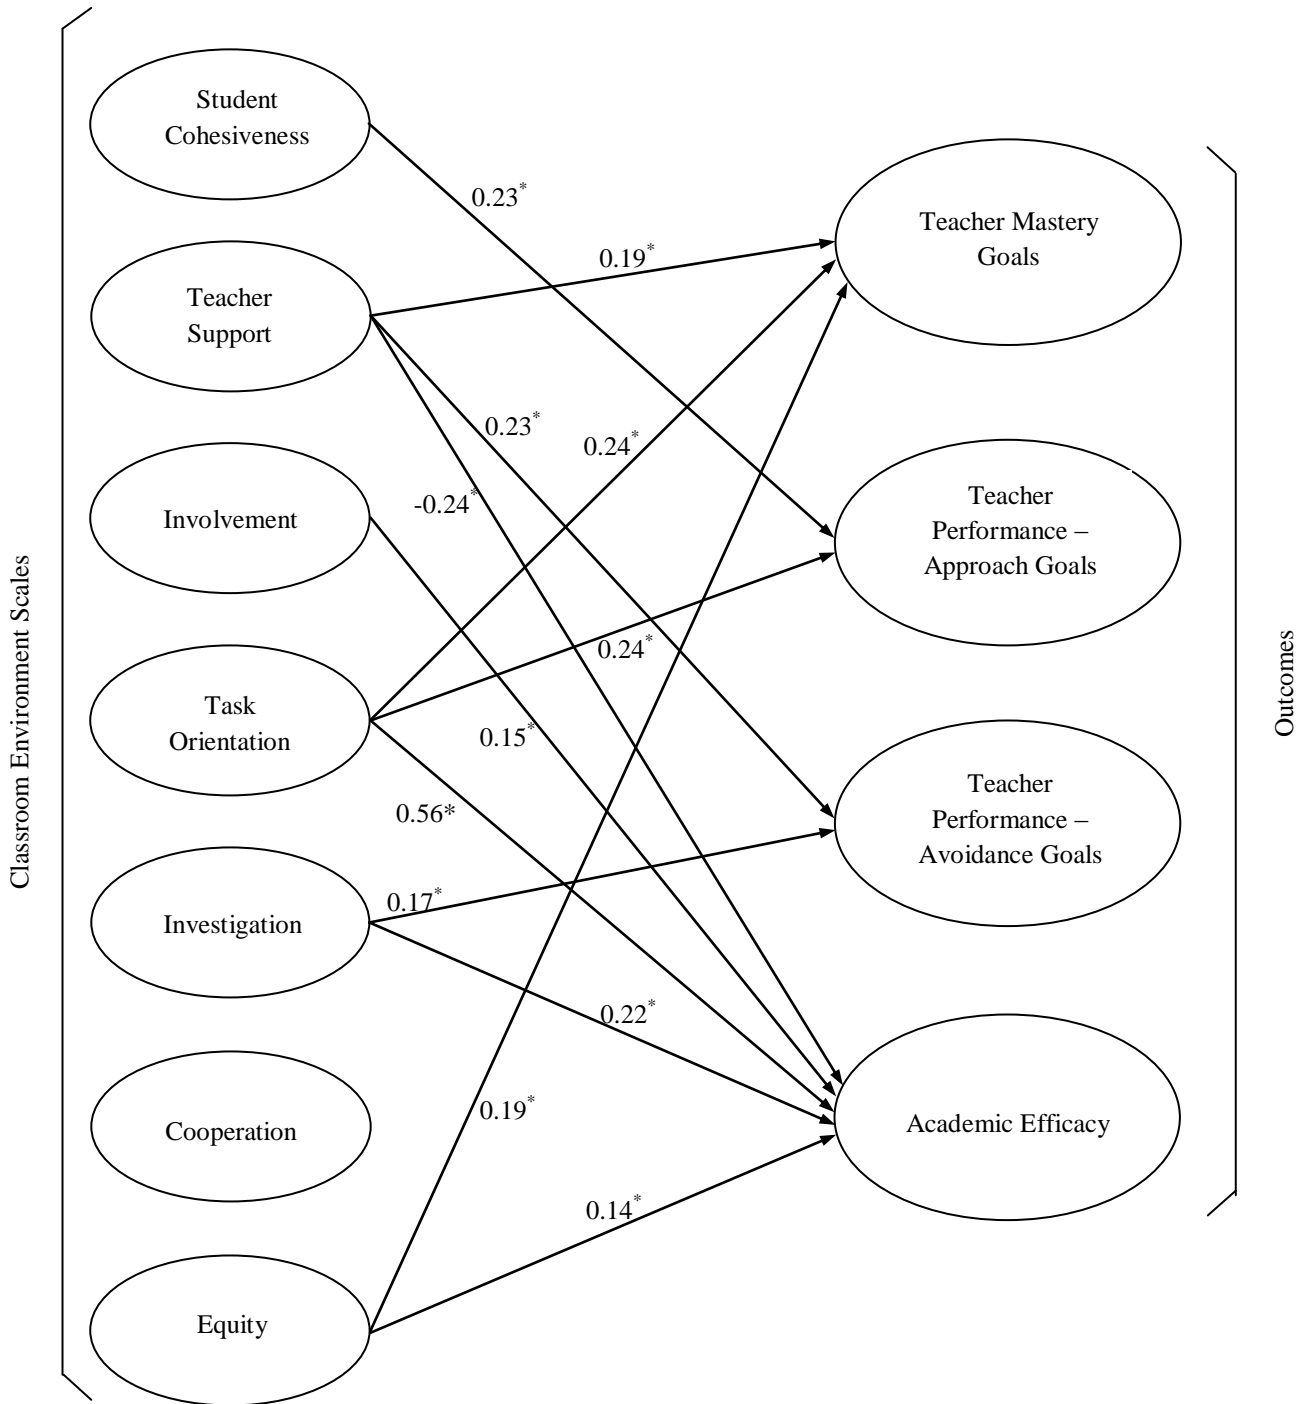 Classroom Environment Scales
Student
Cohesiveness
Teacher
Support
Involvement
Task
Orientation
Investigation
Cooperation
Equity
0.23*
0.19*
0.23*
0.24*
-0.24*
0.24*
0.15*
0.56*
0.17*
0.22*
0.19*
0.14*
Teacher Mastery
Goals
Teacher
Performance –
Approach Goals
Teacher
Performance –
Avoidance Goals
Academic Efficacy
Outcomes